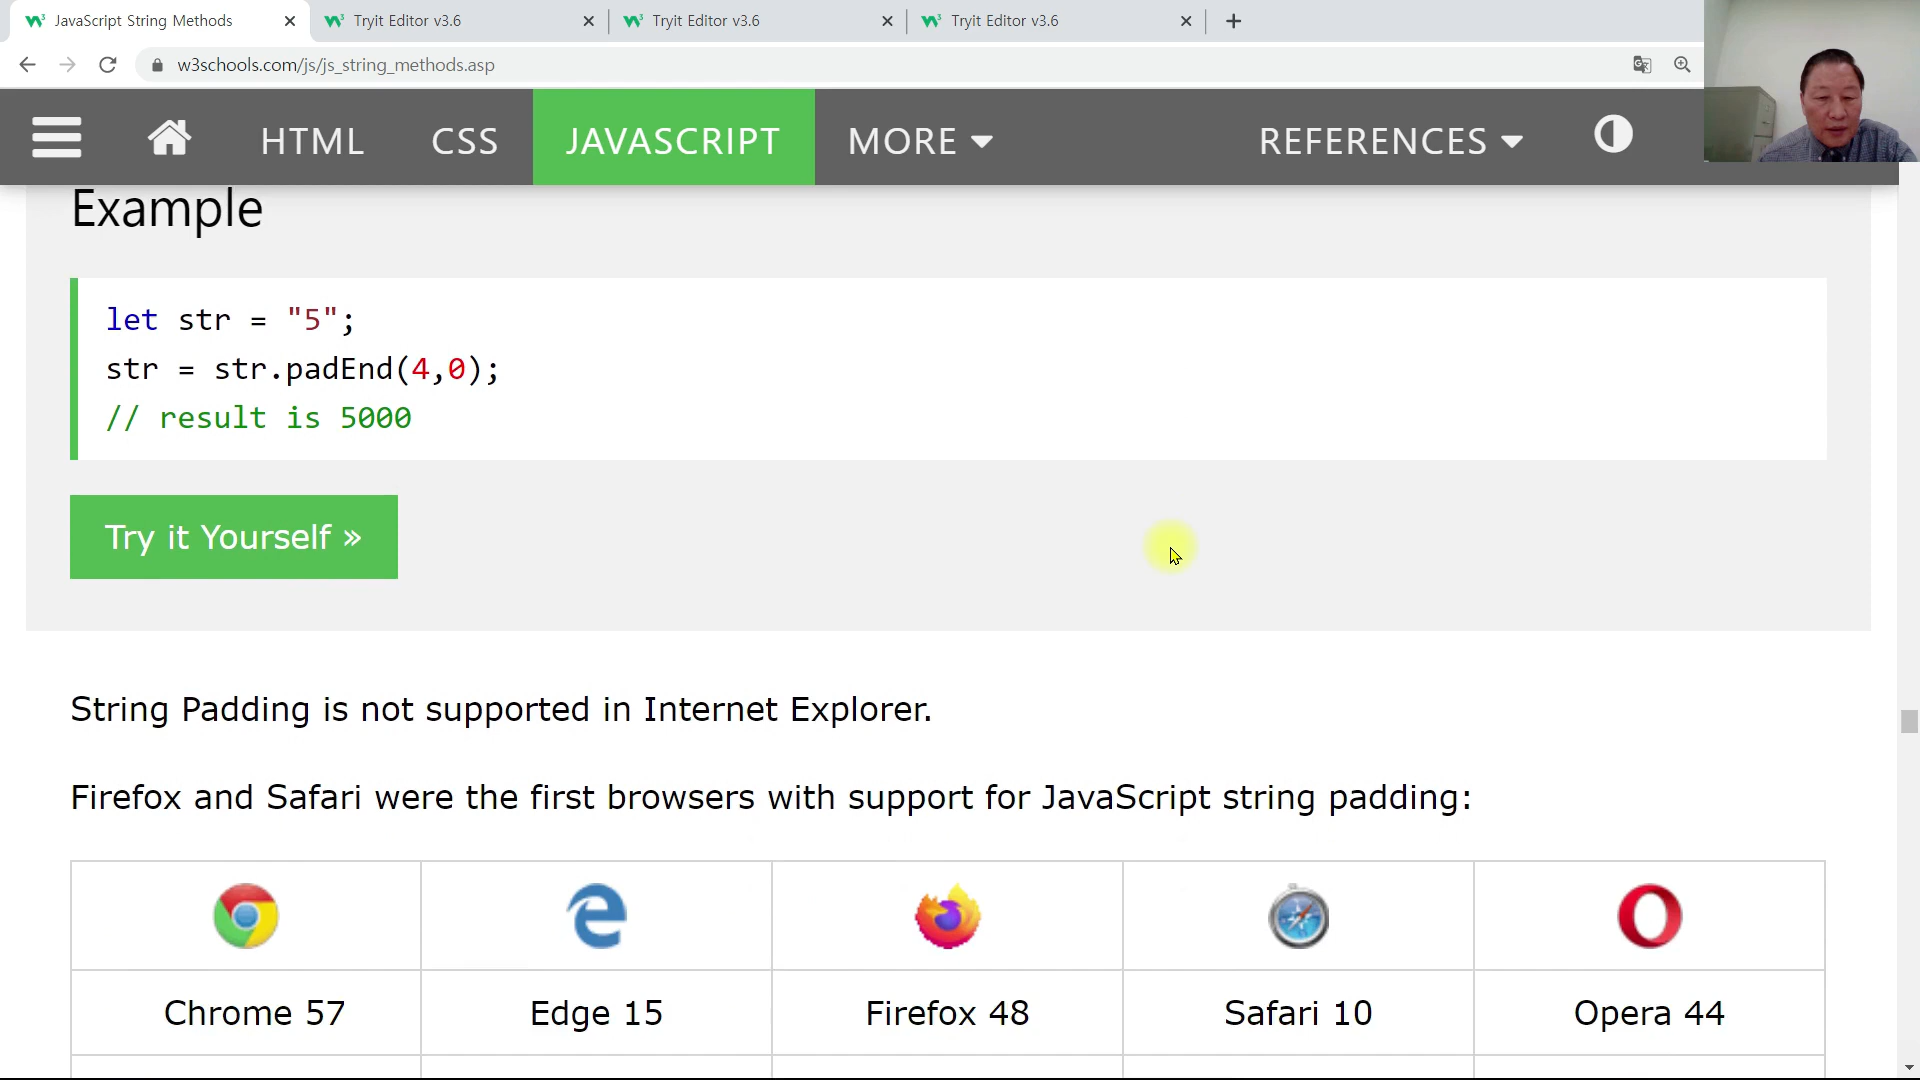 JavaScript String Methods
Tryit Editor v3.6
Tryit Editor v3.6
Tryit Editor v3.6
w3schools.com/js/js_string_methods.asp
HTML CSS JAVASCRIPT MORE REFERENCES
Example
let str = "5";
str = str.padEnd(4,0);
// result is 5000
Try it Yourself »
String Padding is not supported in Internet Explorer.
Firefox and Safari were the first browsers with support for JavaScript string padding:
Chrome 57 Edge 15 Firefox 48 Safari 10 Opera 44